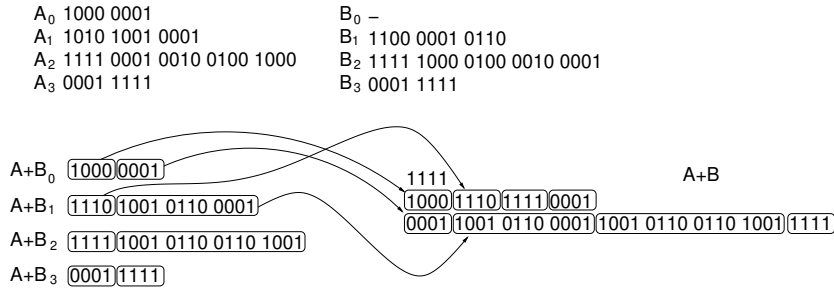 A0 1000 0001
A1 1010 1001 0001
A2 1111 0001 0010 0100 1000
A3 0001 1111
B0 –
B1 1100 0001 0110
B2 1111 1000 0100 0010 0001
B3 0001 1111
A+B0 1000 0001
A+B1 1110 1001 0110 0001
A+B2 1111 1001 0110 0110 1001
A+B3 0001 1111
A+B
1111
1000 1110 1111 0001
0001 1001 0110 0001 1001 0110 0110 1001 1111